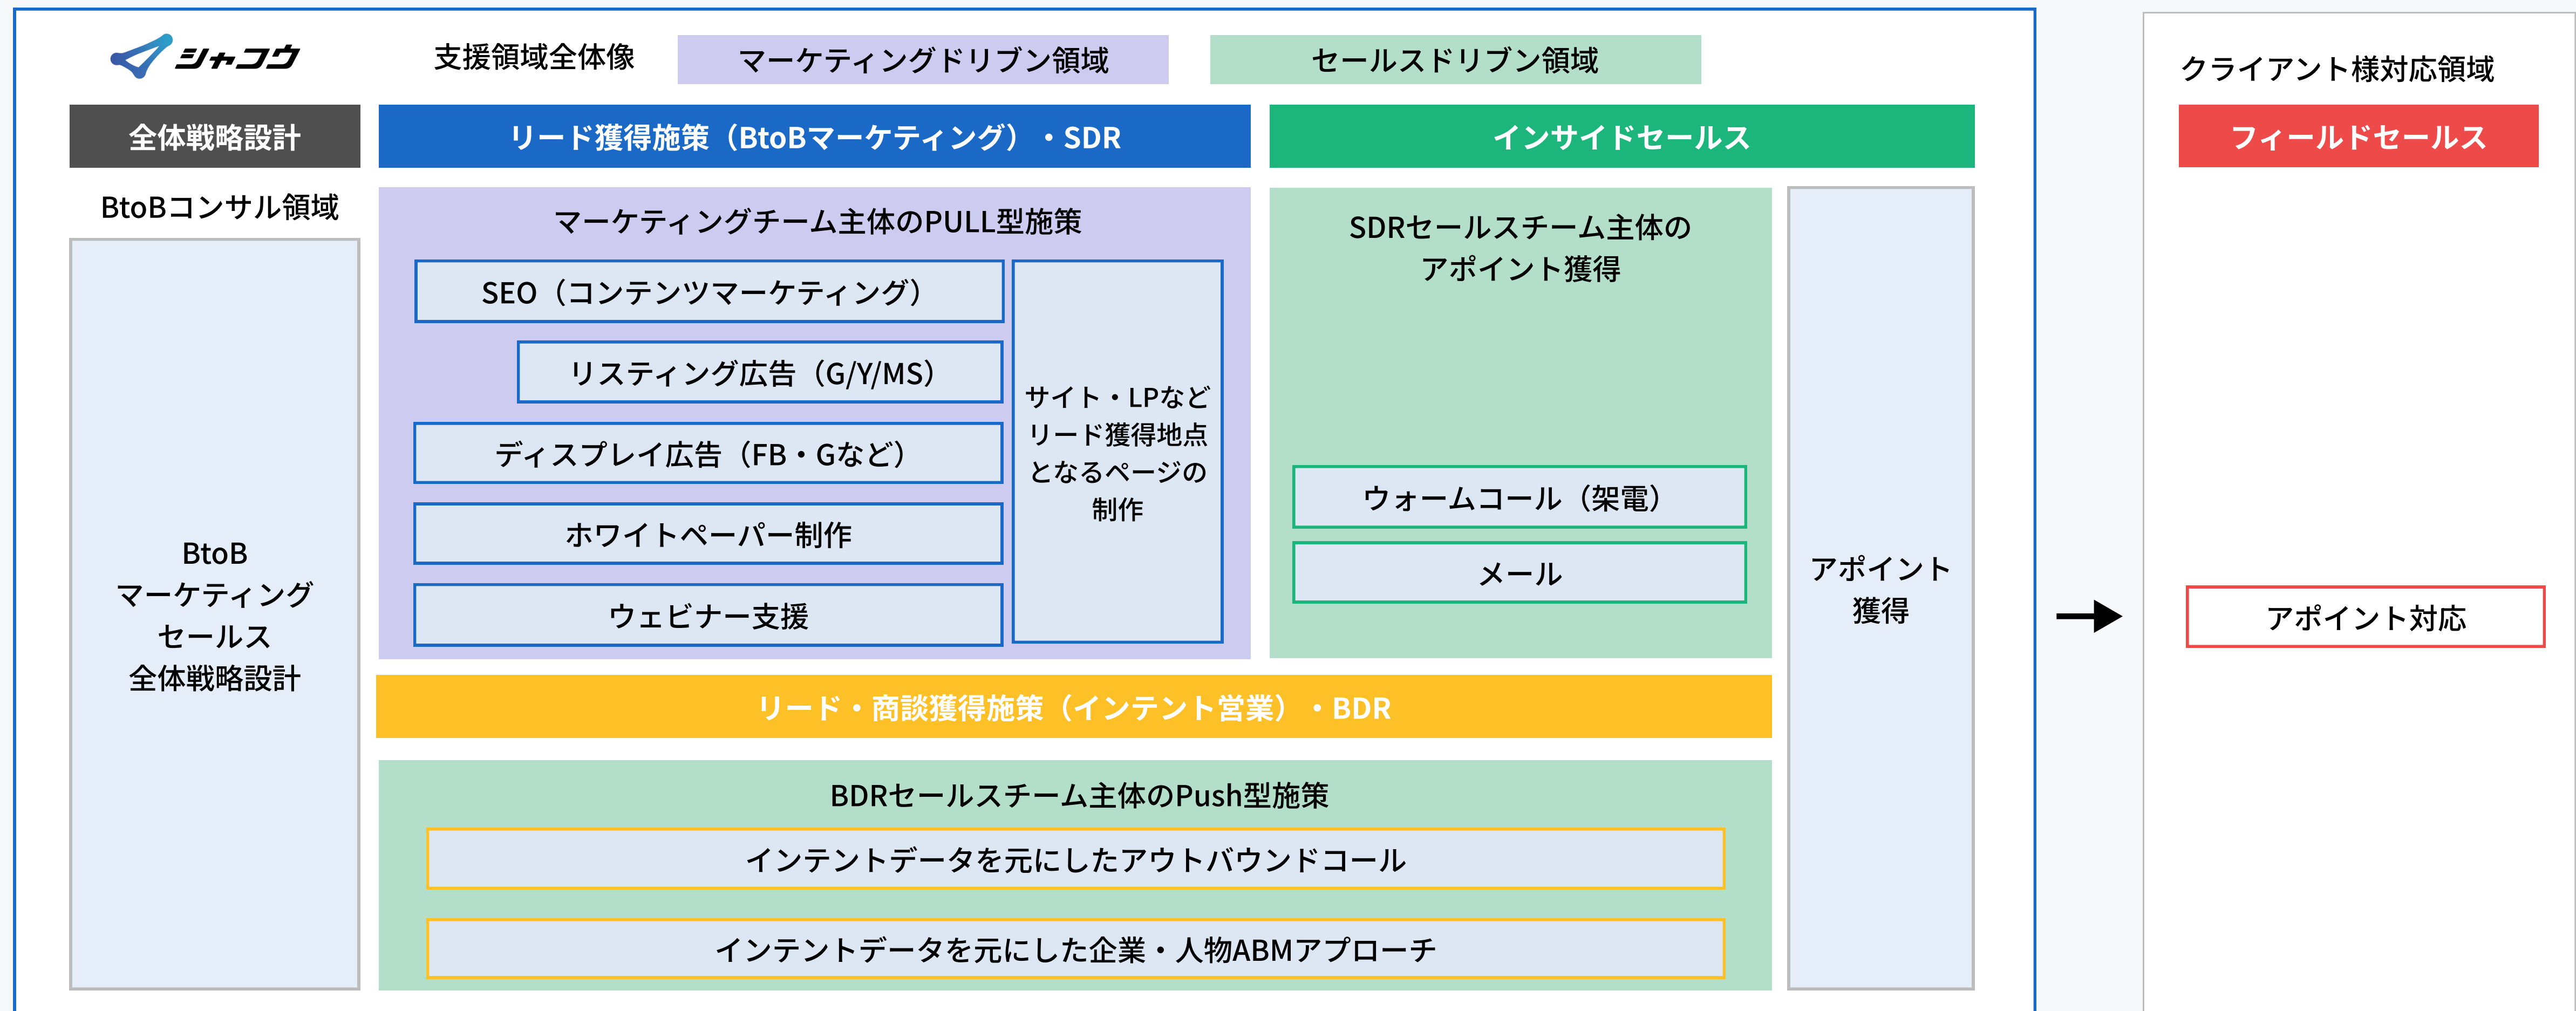 シャコウ
支援領域全体像
マーケティングドリブン領域
セールスドリブン領域
クライアント様対応領域
全体戦略設計
リード獲得施策（BtoBマーケティング）・SDR
インサイドセールス
フィールドセールス
BtoBコンサル領域
BtoB
マーケティング
セールス
全体戦略設計
マーケティングチーム主体のPULL型施策
SEO（コンテンツマーケティング）
リスティング広告（G/Y/MS）
ディスプレイ広告（FB・Gなど）
ホワイトペーパー制作
ウェビナー支援
サイト・LPなど
リード獲得地点
となるページの
制作
SDRセールスチーム主体の
アポイント獲得
ウォームコール（架電）
メール
アポイント
獲得
アポイント対応
リード・商談獲得施策（インテント営業）・BDR
BDRセールスチーム主体のPush型施策
インテントデータを元にしたアウトバウンドコール
インテントデータを元にした企業・人物ABMアプローチ